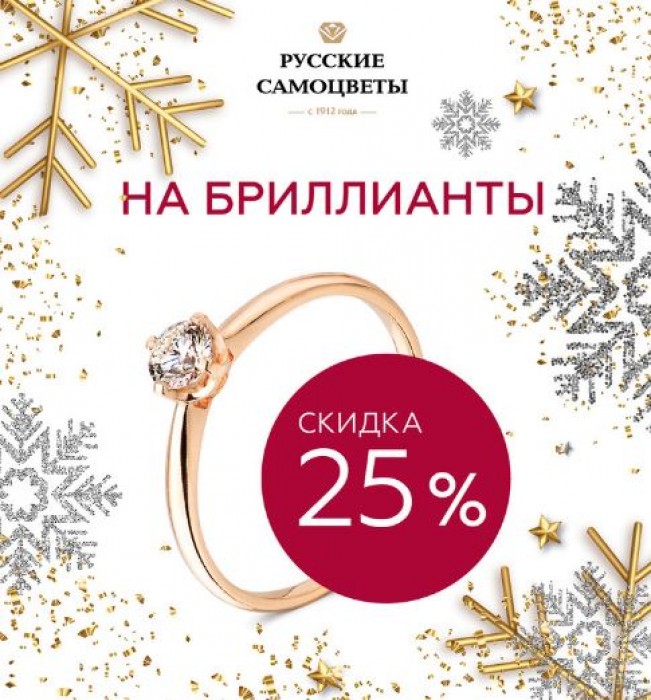 РУССКИЕ
САМОЦВЕТЫ
с 1912 года
НА БРИЛЛИАНТЫ
СКИДКА
25 %